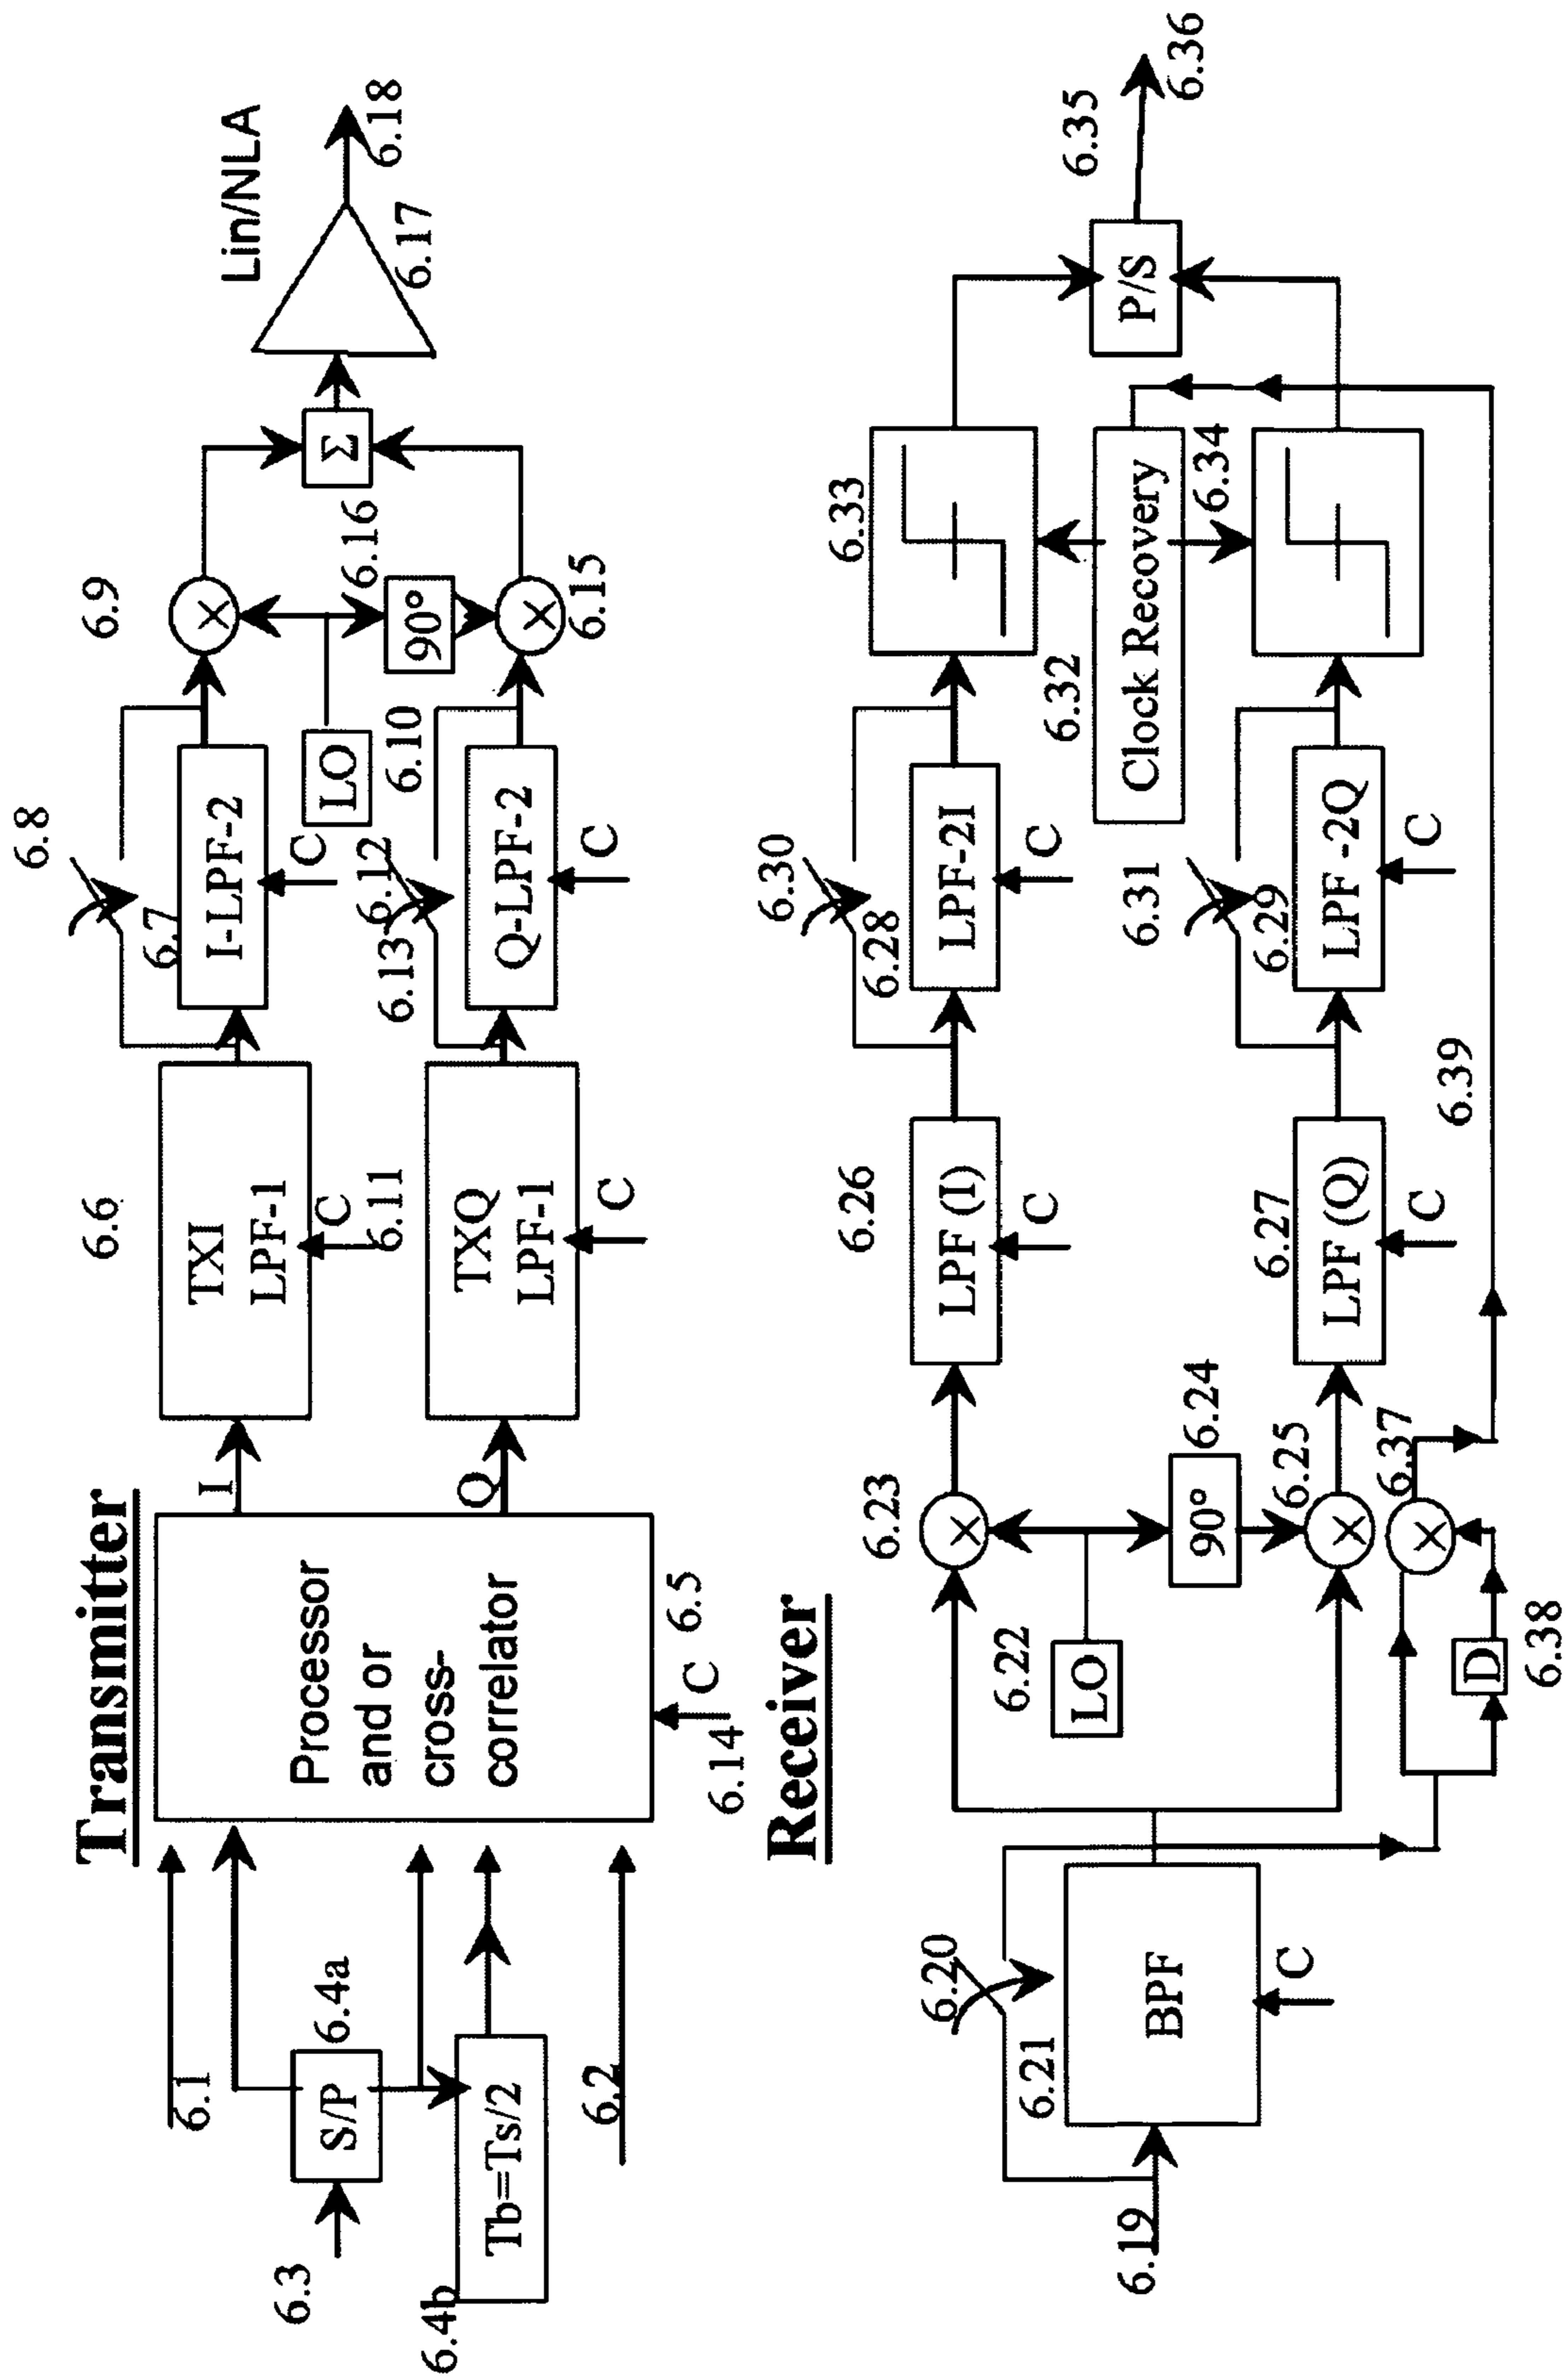 Transmitter
6.1
6.3
S/P
6.4a
6.4b
Tb=Ts/2
6.2
Processor
and or
cross-
correlator
6.5
C
6.14
I
Q
6.6
TXI
LPF-1
C
6.11
TXQ
LPF-1
C
6.8
6.7
I-LPF-2
C
6.12
6.13
Q-LPF-2
C
6.10
LO
6.9
6.16
90°
6.15
Σ
Lin/NLA
6.17
6.18
Receiver
6.19
6.20
6.21
BPF
C
6.22
LO
6.23
90°
6.24
6.25
6.37
D
6.38
6.26
LPF (I)
C
6.27
LPF (Q)
C
6.39
6.30
6.28
LPF-2I
C
6.31
6.29
LPF -2Q
C
6.32
Clock Recovery
6.33
6.34
P/S
6.35
6.36